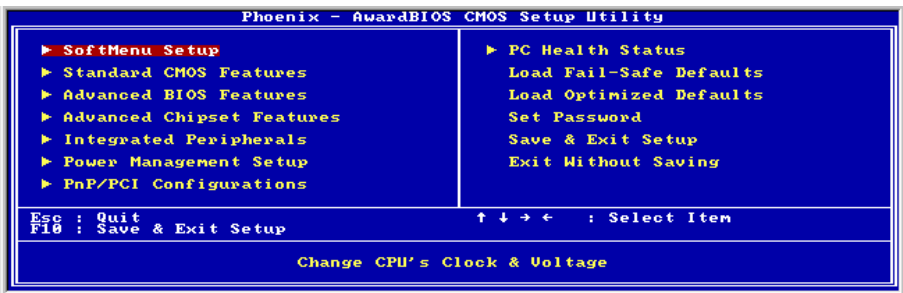 Phoenix - AwardBIOS CMOS Setup Utility
► SoftMenu Setup
► Standard CMOS Features
► Advanced BIOS Features
► Advanced Chipset Features
► Integrated Peripherals
► Power Management Setup
► PnP/PCI Configurations
► PC Health Status
Load Fail-Safe Defaults
Load Optimized Defaults
Set Password
Save & Exit Setup
Exit Without Saving
Esc : Quit
F10 : Save & Exit Setup
↑ ↓ → ← : Select Item
Change CPU's Clock & Voltage